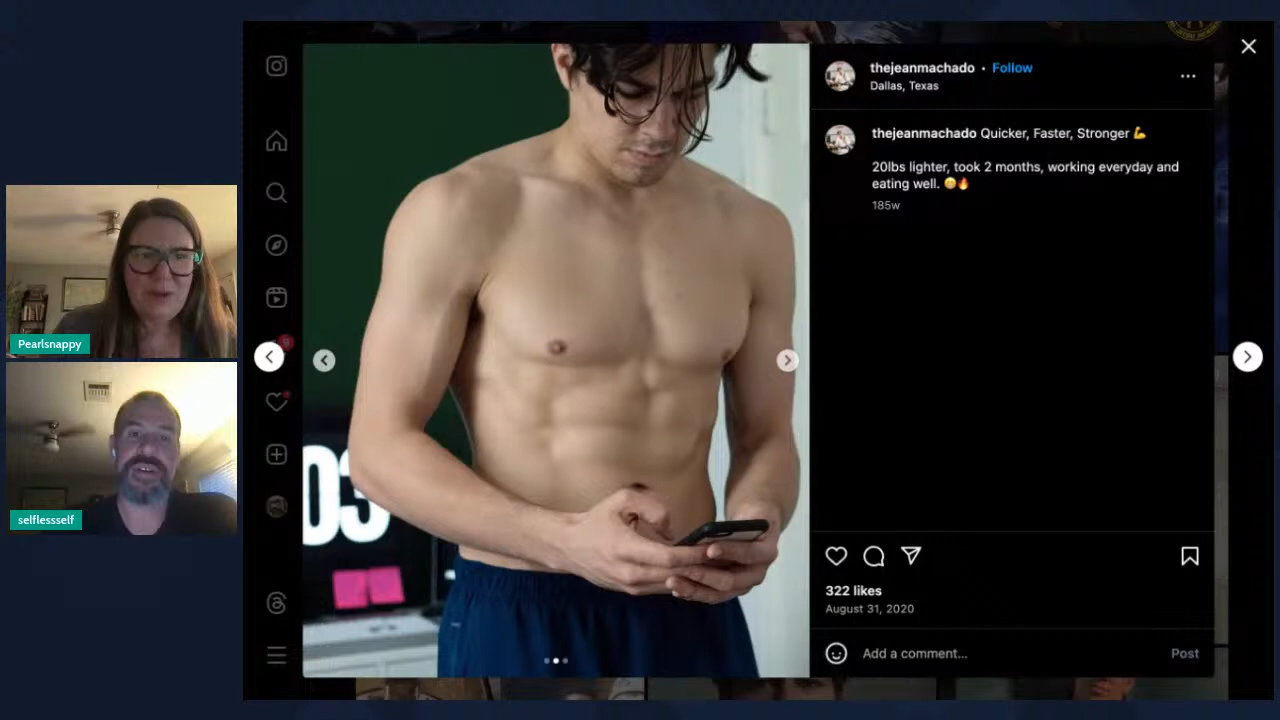 thejeanmachado • Follow
Dallas, Texas
thejeanmachado Quicker, Faster, Stronger 💪
20lbs lighter, took 2 months, working everyday and
eating well. 😁🔥
185w
Pearlsnappy
selflessself
03
322 likes
August 31, 2020
Add a comment... Post